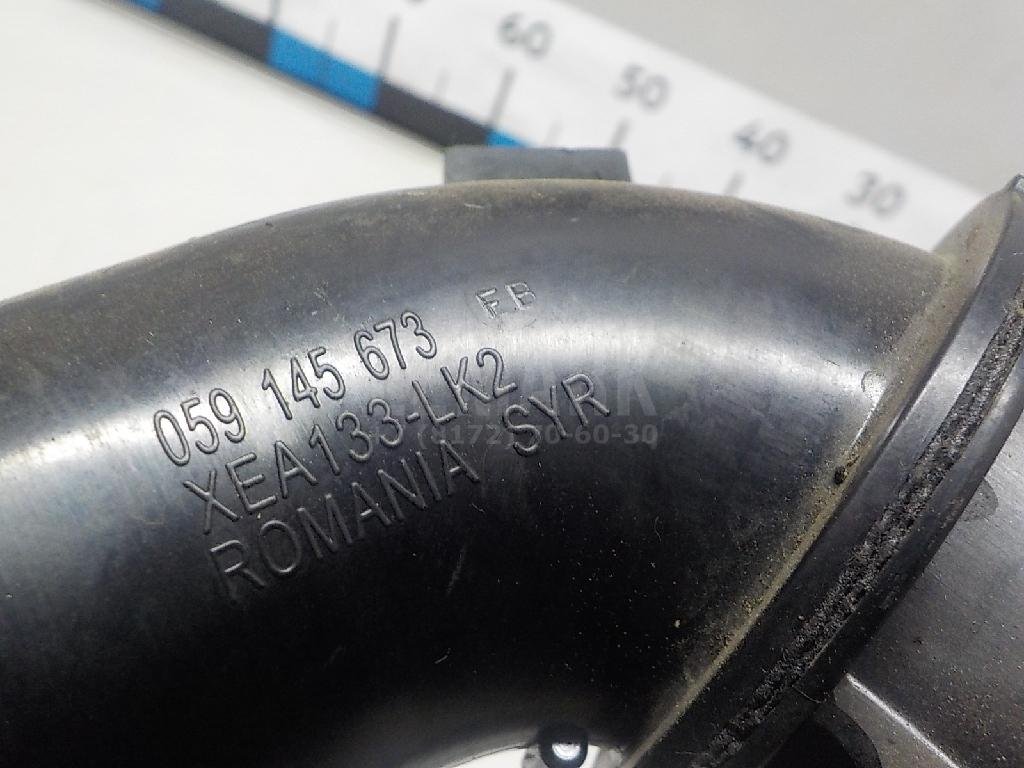 60
50
40
30
059 145 673 FB
XEA133-LK2
ROMANIA SYR